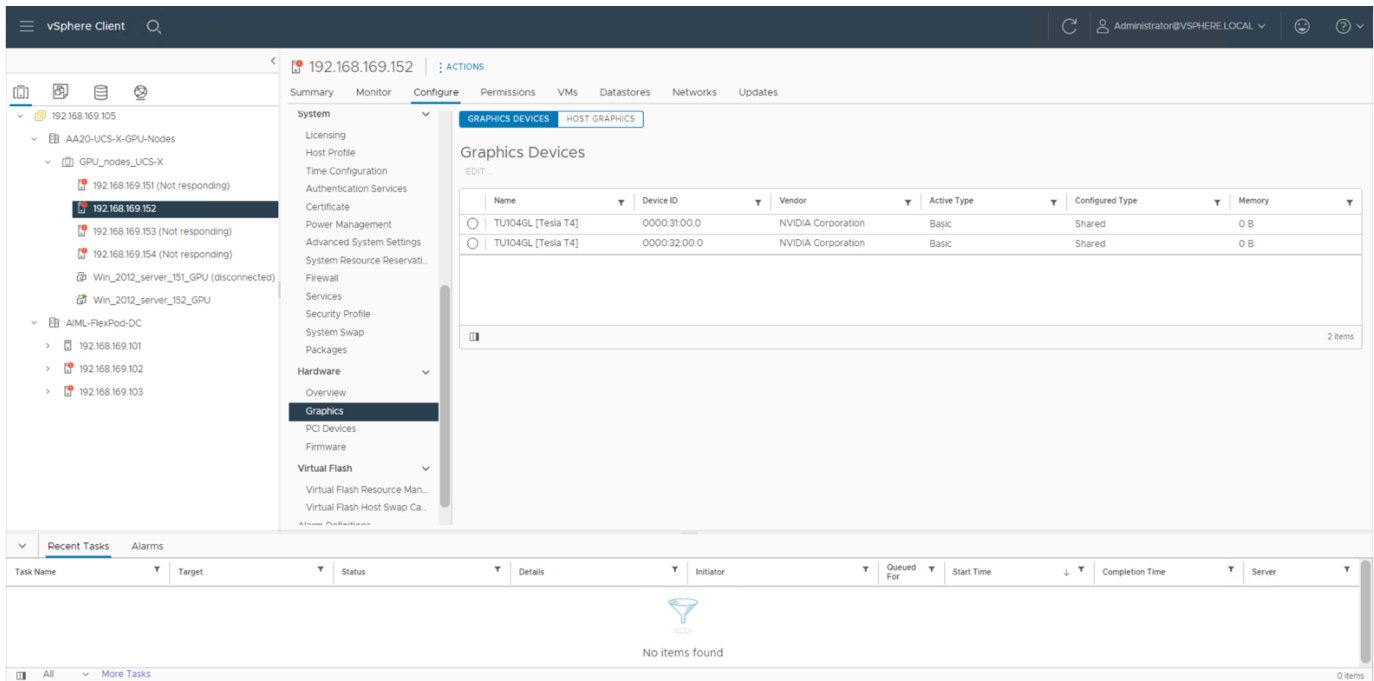 vSphere Client
Administrator@VSPHERE.LOCAL
192.168.169.152
ACTIONS
Summary Monitor Configure Permissions VMs Datastores Networks Updates
192.168.169.105
AA20-UCS-X-GPU-Nodes
GPU_nodes_UCS-X
192.168.169.151 (Not responding)
192.168.169.152
192.168.169.153 (Not responding)
192.168.169.154 (Not responding)
Win_2012_server_151_GPU (disconnected)
Win_2012_server_152_GPU
AIML-FlexPod-DC
192.168.169.101
192.168.169.102
192.168.169.103
System
Licensing
Host Profile
Time Configuration
Authentication Services
Certificate
Power Management
Advanced System Settings
System Resource Reservati...
Firewall
Services
Security Profile
System Swap
Packages
Hardware
Overview
Graphics
PCI Devices
Firmware
Virtual Flash
Virtual Flash Resource Man...
Virtual Flash Host Swap Ca...
Alarm Definitions
GRAPHICS DEVICES HOST GRAPHICS
Graphics Devices
EDIT...
Name Device ID Vendor Active Type Configured Type Memory
TU104GL [Tesla T4] 0000:31:00.0 NVIDIA Corporation Basic Shared 0 B
TU104GL [Tesla T4] 0000:32:00.0 NVIDIA Corporation Basic Shared 0 B
2 items
Recent Tasks Alarms
Task Name Target Status Details Initiator Queued For Start Time Completion Time Server
No items found
All More Tasks 0 items